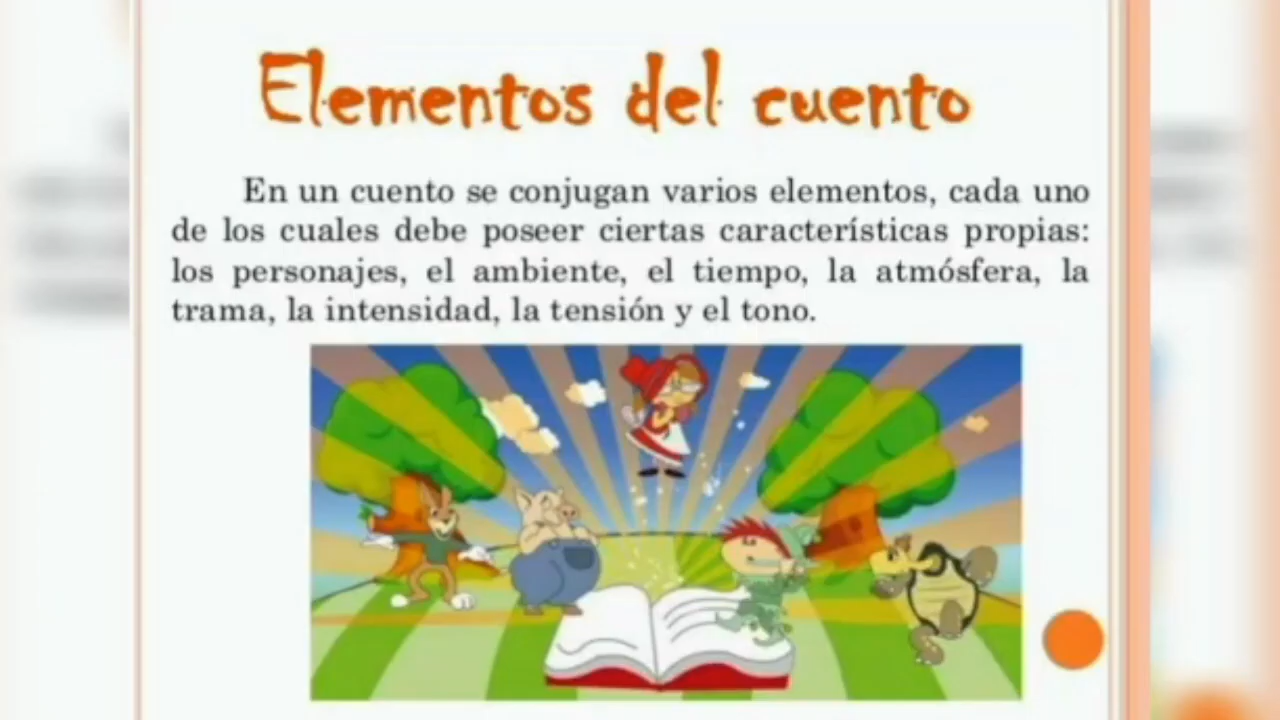 Elementos del cuento
En un cuento se conjugan varios elementos, cada uno
de los cuales debe poseer ciertas características propias:
los personajes, el ambiente, el tiempo, la atmósfera, la
trama, la intensidad, la tensión y el tono.